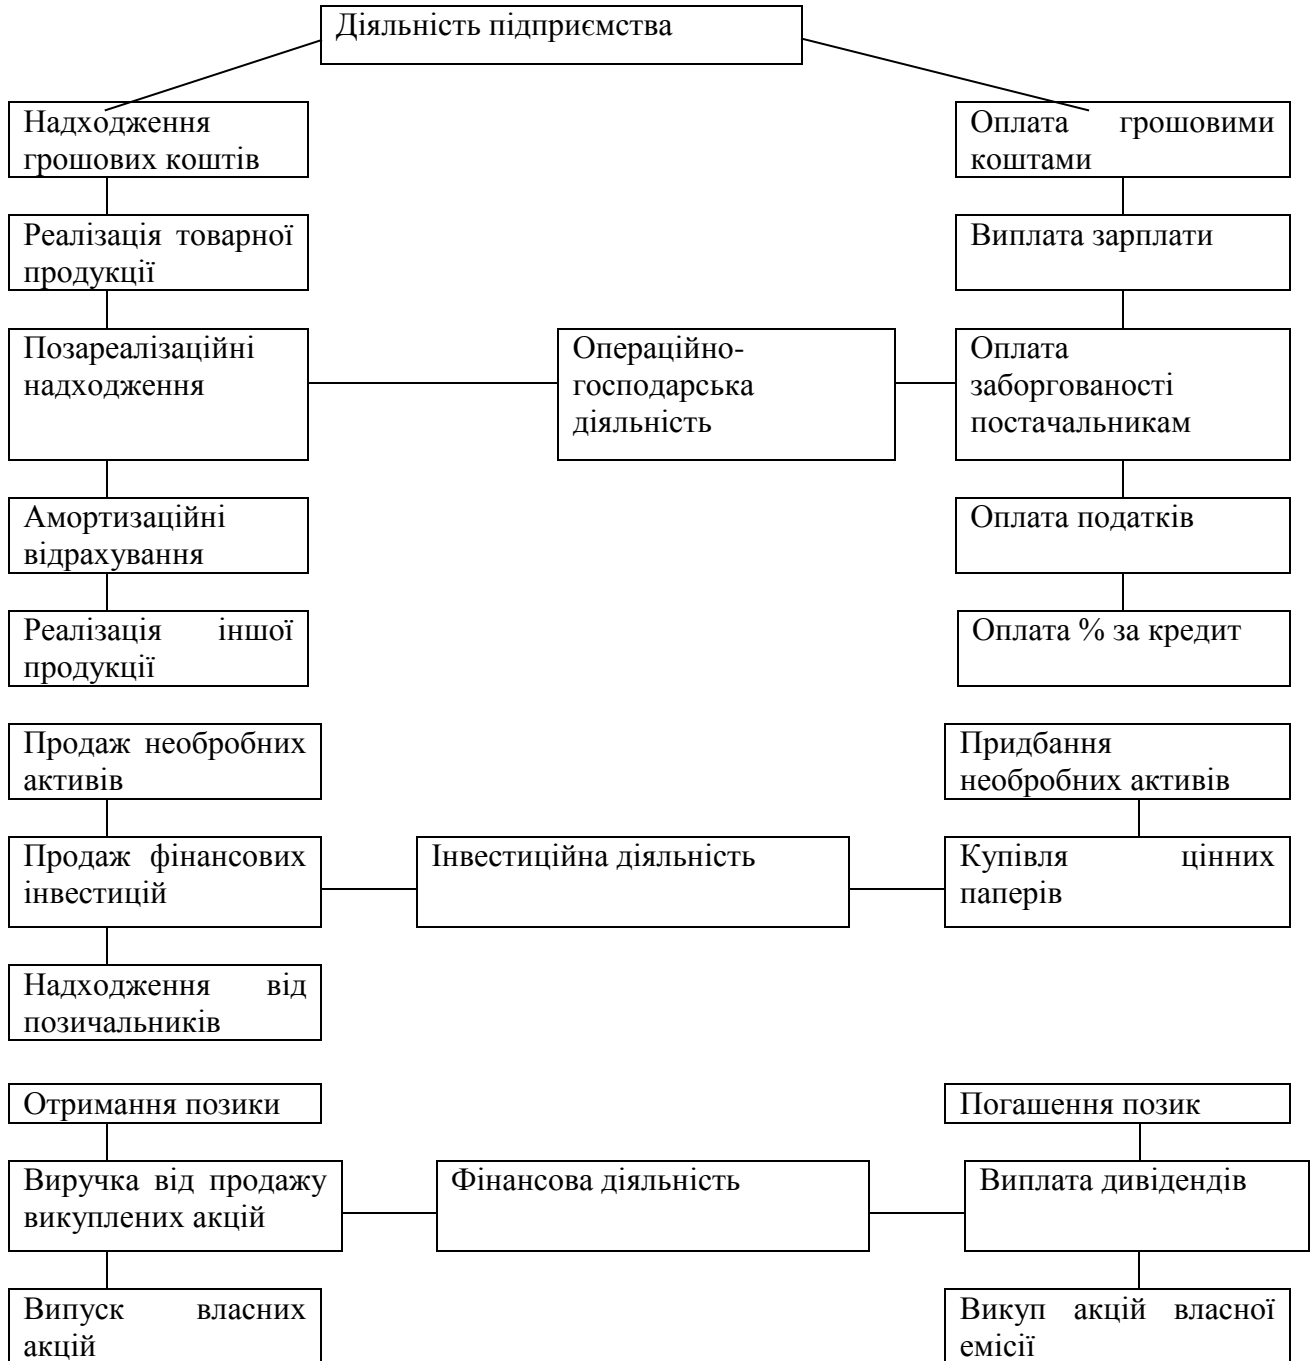 Діяльність підприємства
Надходження
грошових коштів
Оплата грошовими
коштами
Реалізація товарної
продукції
Виплата зарплати
Позареалізаційні
надходження
Операційно-
господарська
діяльність
Оплата
заборгованості
постачальникам
Амортизаційні
відрахування
Оплата податків
Реалізація іншої
продукції
Оплата % за кредит
Продаж необробних
активів
Придбання
необробних активів
Продаж фінансових
інвестицій
Інвестиційна діяльність
Купівля цінних
паперів
Надходження від
позичальників
Отримання позики
Погашення позик
Виручка від продажу
викуплених акцій
Фінансова діяльність
Виплата дивідендів
Випуск власних
акцій
Викуп акцій власної
емісії